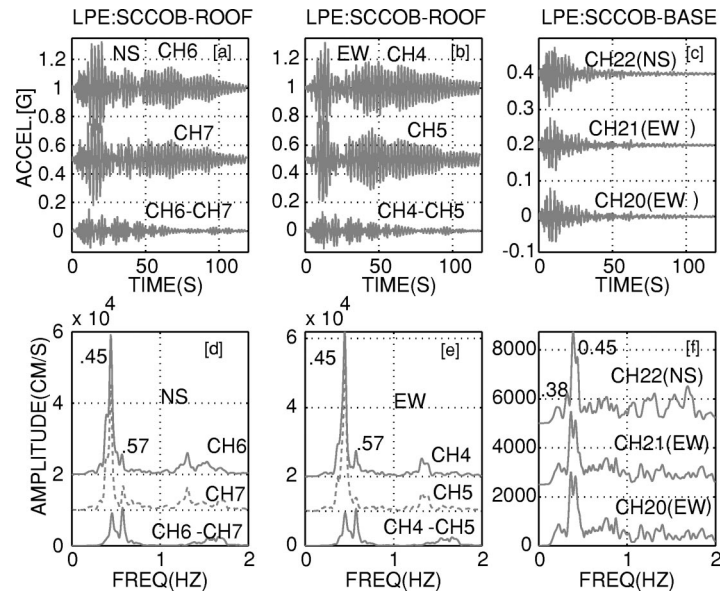 LPE:SCCOB-ROOF LPE:SCCOB-ROOF LPE:SCCOB-BASE
1.2 NS CH6 [a]
1
0.8
0.6 CH7
0.4
0.2 CH6-CH7
0
0 50 100
TIME(S)
ACCEL.[G]
1.2 EW CH4 [b]
1
0.8
0.6 CH5
0.4
0.2 CH4-CH5
0
0 50 100
TIME(S)
CH22(NS) [c]
0.4
0.3
CH21(EW )
0.2
0.1
CH20(EW )
0
-0.1
0 50 100
TIME(S)
x 10 4
6
.45 [d]
4
NS
.57 CH6
2
CH7
CH6 -CH7
0
0 1 2
FREQ(HZ)
AMPLITUDE(CM/S)
x 10 4
6
.45 [e]
4
EW
.57 CH4
2
CH5
CH4 -CH5
0
0 1 2
FREQ(HZ)
8000 0.45 [f]
.38 CH22(NS)
6000
4000 CH21(EW)
2000 CH20(EW)
0
0 1 2
FREQ(HZ)